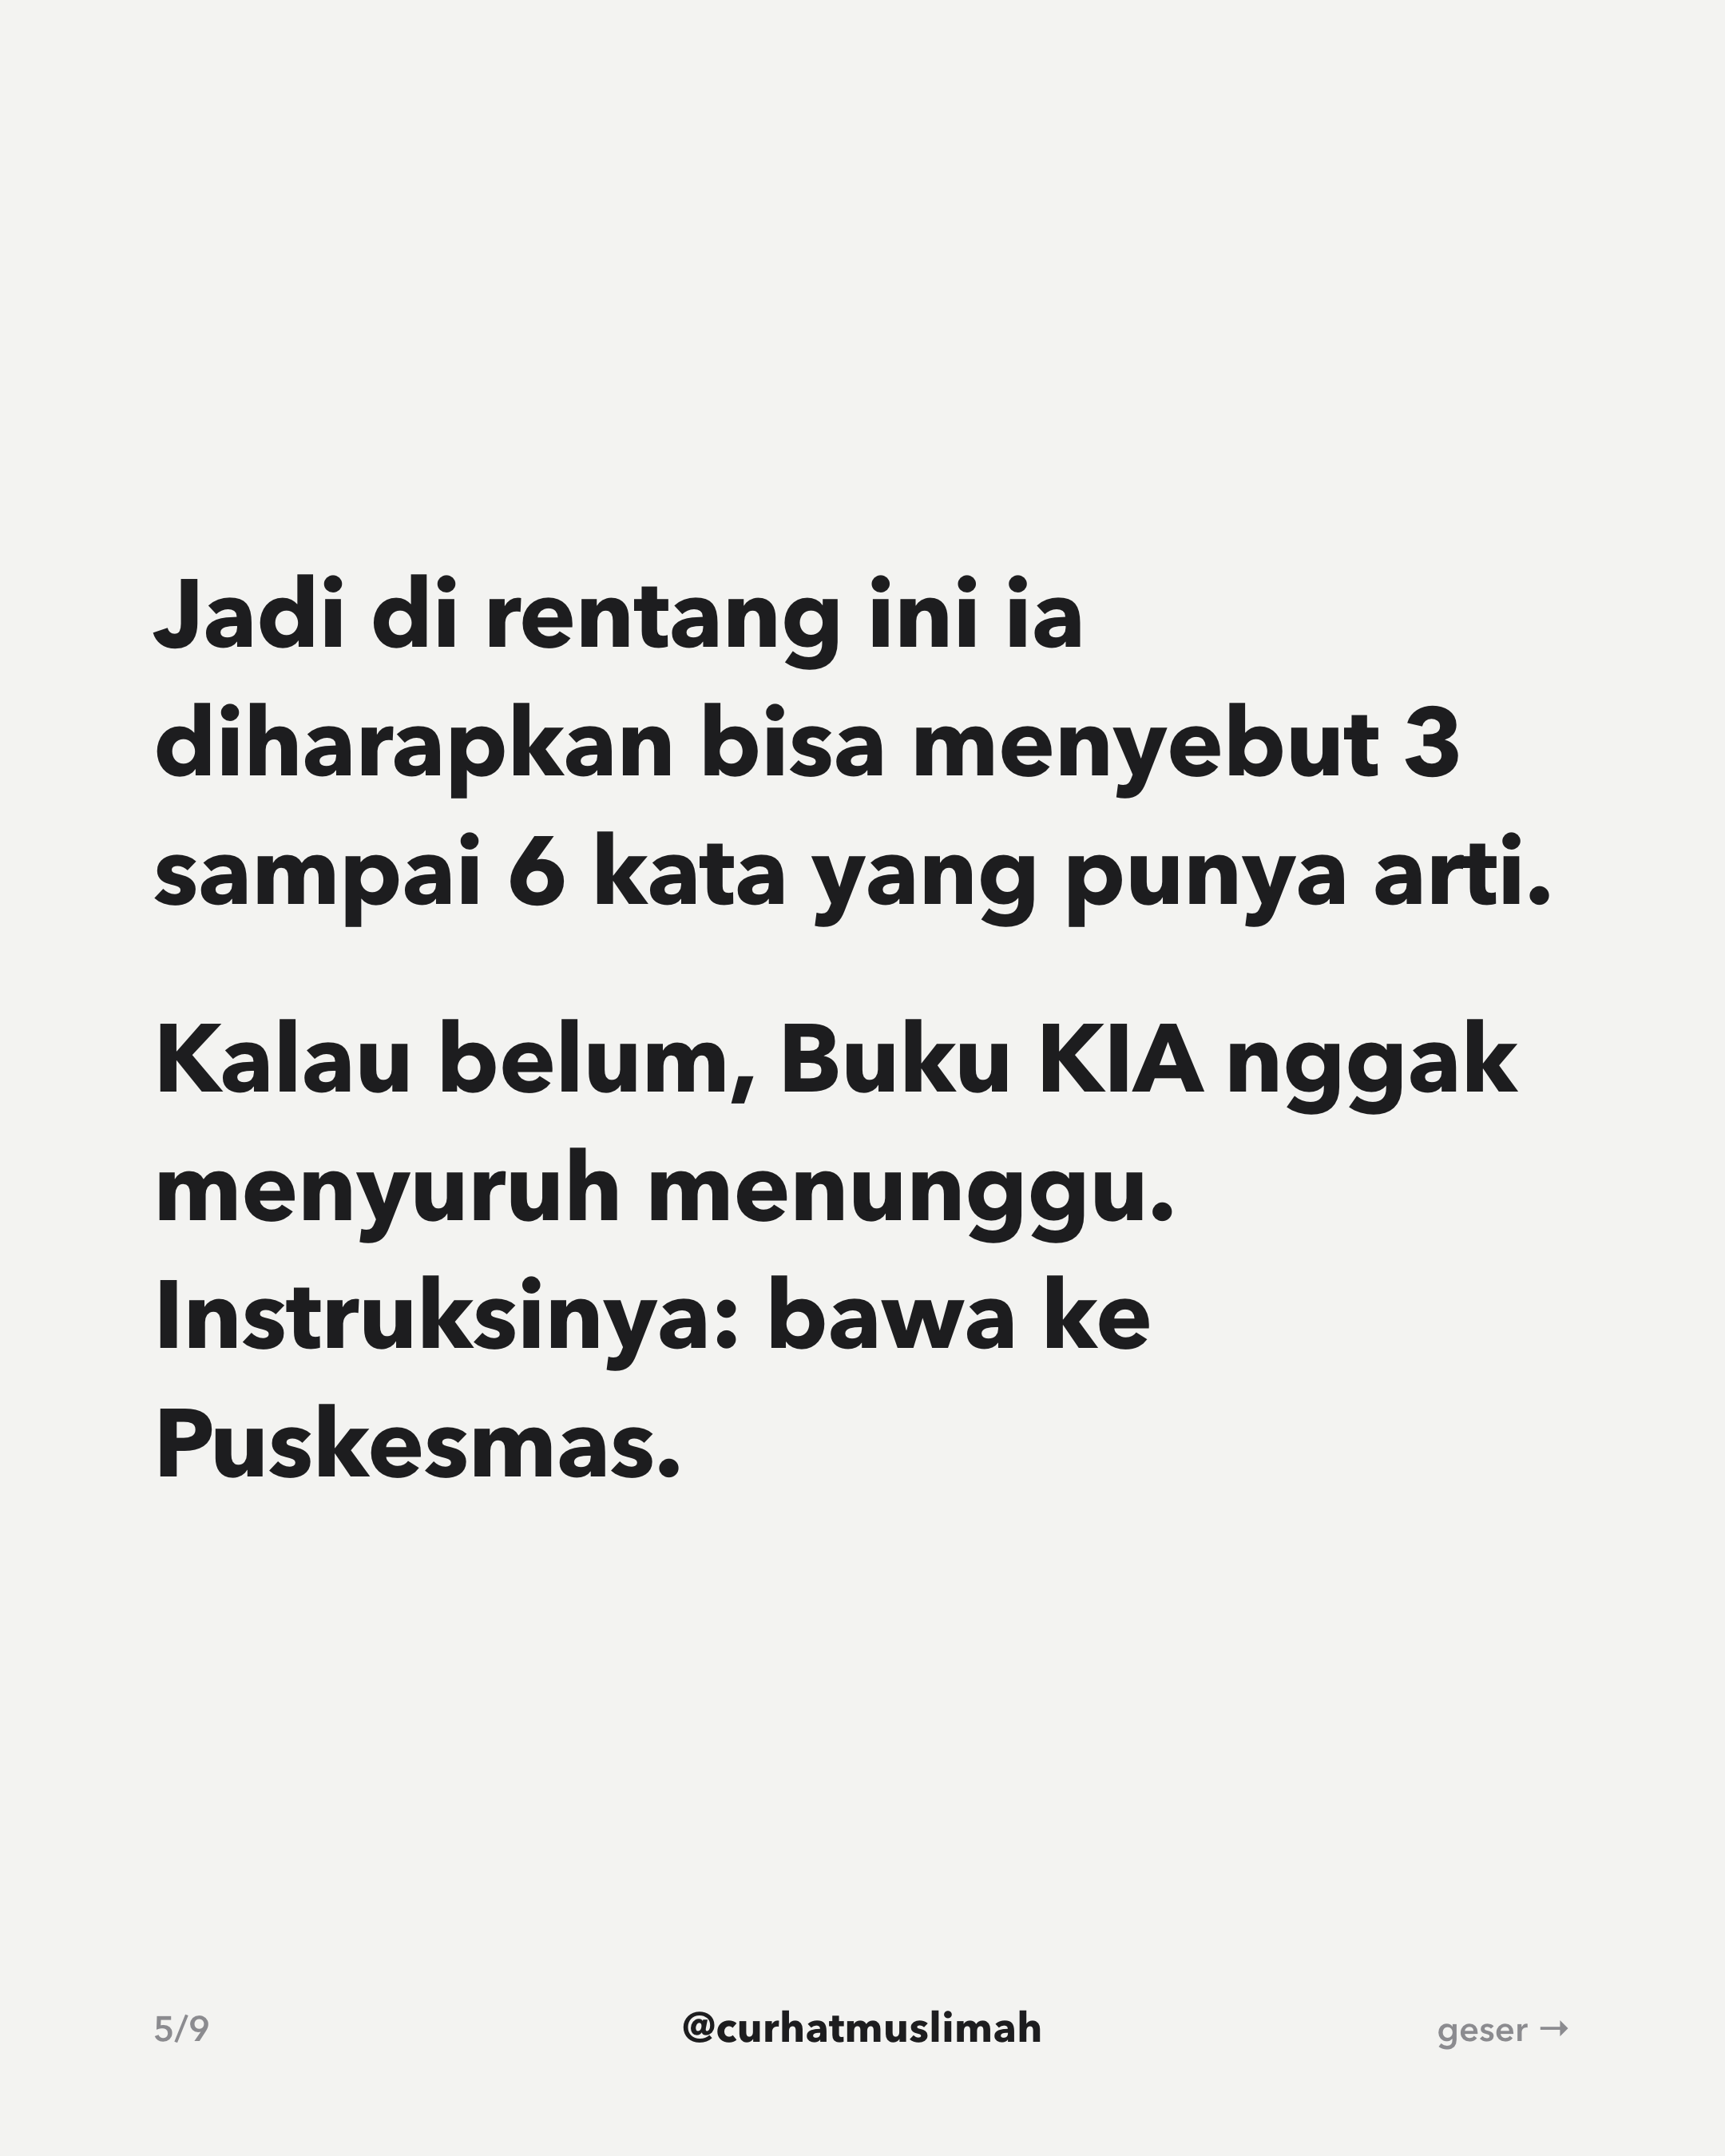 Jadi di rentang ini ia
diharapkan bisa menyebut 3
sampai 6 kata yang punya arti.
Kalau belum, Buku KIA nggak
menyuruh menunggu.
Instruksinya: bawa ke
Puskesmas.
5/9
@curhatmuslimah
geser →